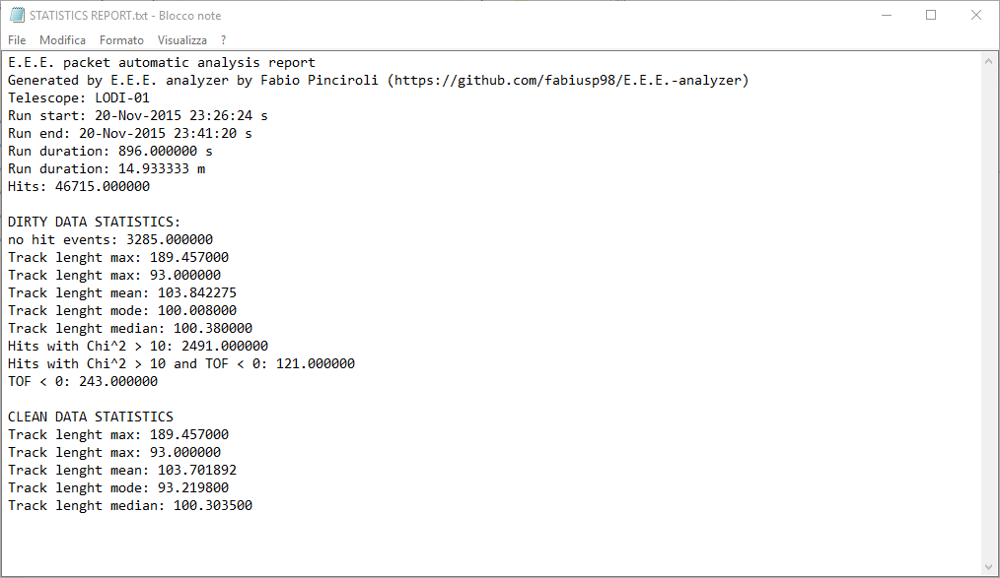 STATISTICS REPORT.txt - Blocco note
File Modifica Formato Visualizza ?
E.E.E. packet automatic analysis report
Generated by E.E.E. analyzer by Fabio Pinciroli (https://github.com/fabiusp98/E.E.E.-analyzer)
Telescope: LODI-01
Run start: 20-Nov-2015 23:26:24 s
Run end: 20-Nov-2015 23:41:20 s
Run duration: 896.000000 s
Run duration: 14.933333 m
Hits: 46715.000000
DIRTY DATA STATISTICS:
no hit events: 3285.000000
Track lenght max: 189.457000
Track lenght max: 93.000000
Track lenght mean: 103.842275
Track lenght mode: 100.008000
Track lenght median: 100.380000
Hits with Chi^2 > 10: 2491.000000
Hits with Chi^2 > 10 and TOF < 0: 121.000000
TOF < 0: 243.000000
CLEAN DATA STATISTICS
Track lenght max: 189.457000
Track lenght max: 93.000000
Track lenght mean: 103.701892
Track lenght mode: 93.219800
Track lenght median: 100.303500